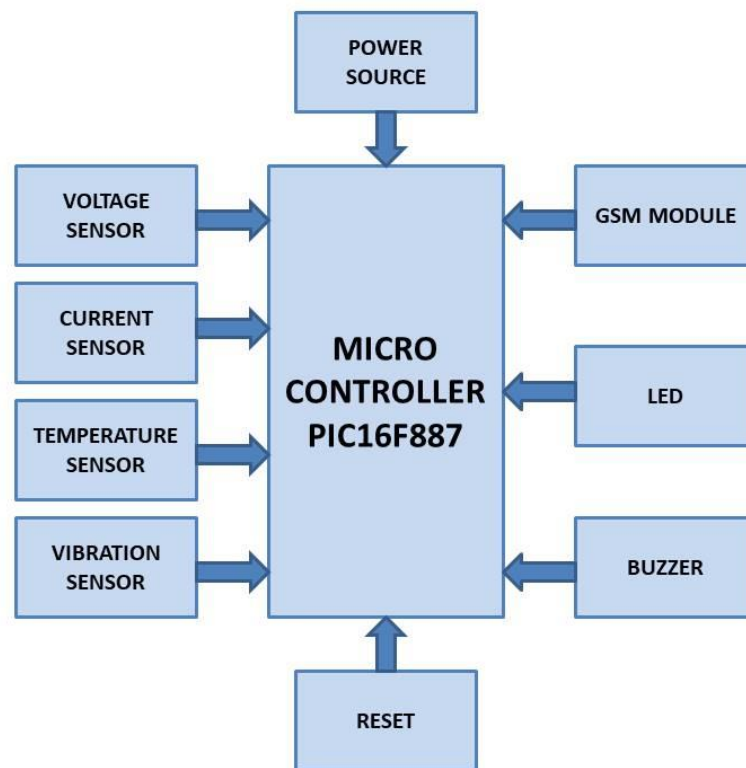 POWER
SOURCE
VOLTAGE
SENSOR
GSM MODULE
CURRENT
SENSOR
MICRO
CONTROLLER
PIC16F887
LED
TEMPERATURE
SENSOR
VIBRATION
SENSOR
BUZZER
RESET